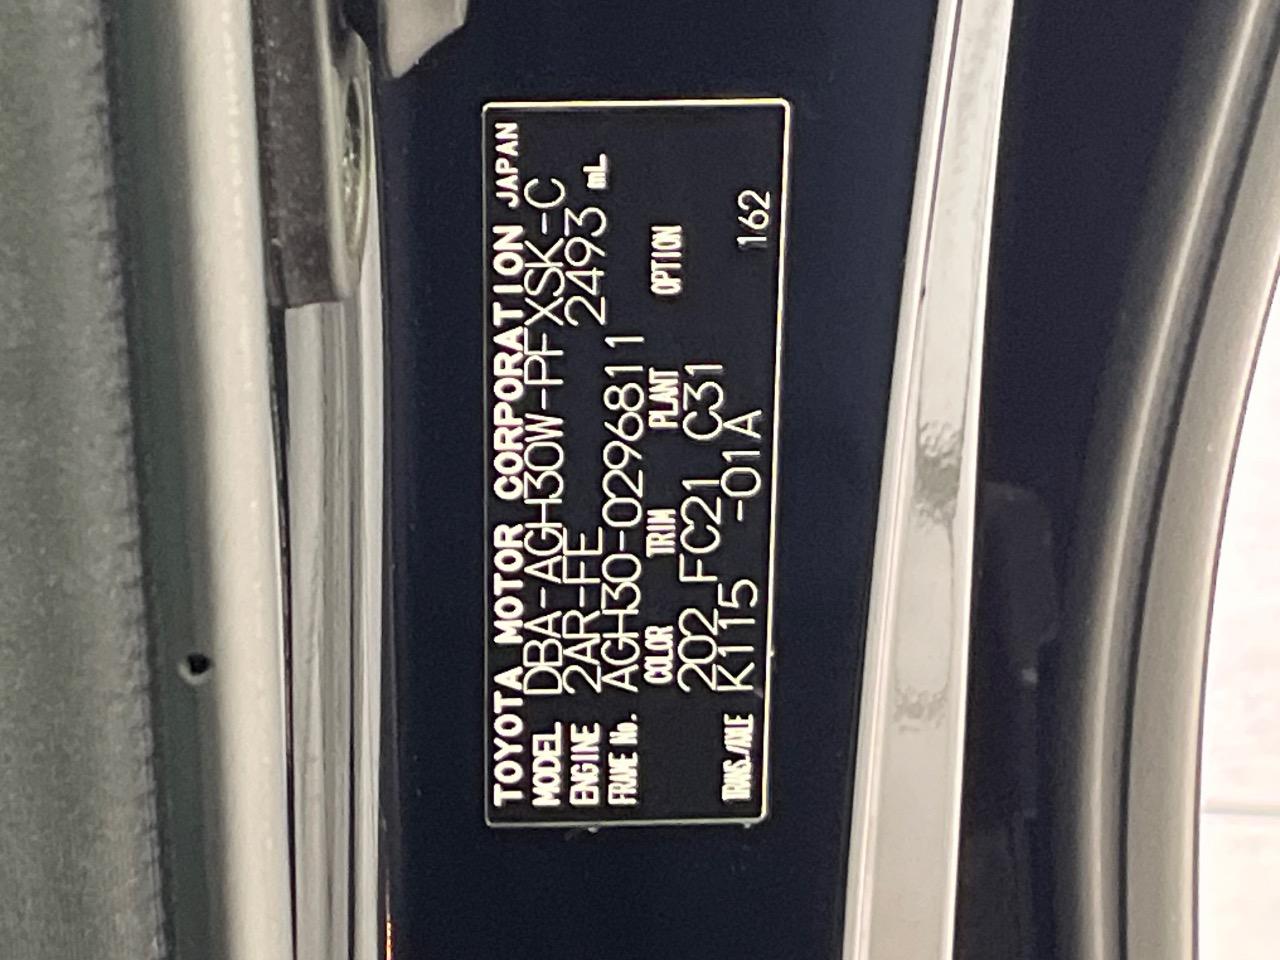 TOYOTA MOTOR CORPORATION JAPAN
MODEL DBA-AGH30W-PFXSK-C
ENGINE 2AR-FE 2493 mL
FRAME No. AGH30-0296811
COLOR TRIM PLANT OPTION
202 FC21 C31
TRANS./AXLE K115 -01A 162